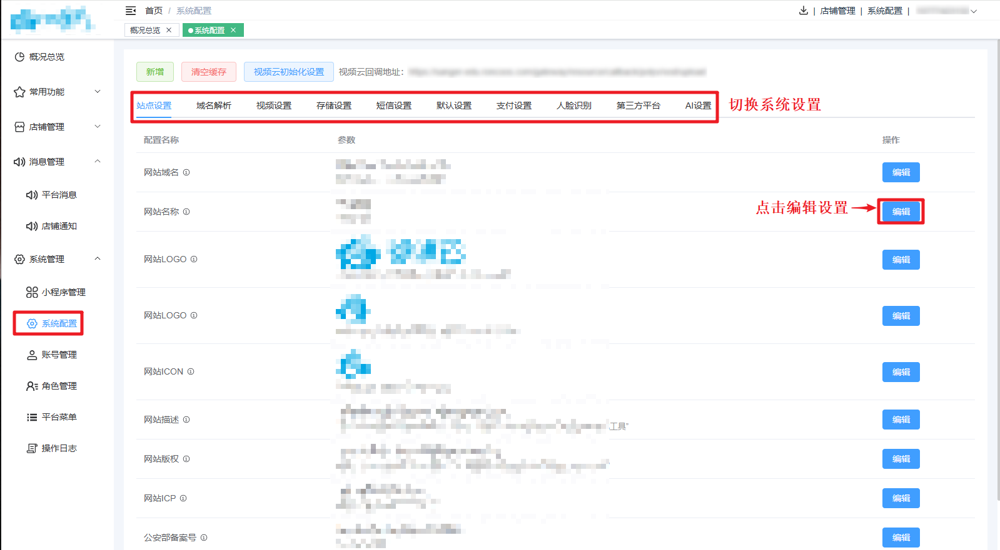 首页 / 系统配置
| 店铺管理 | 系统配置 |
概况总览 ×
系统配置 ×
概况总览
常用功能
店铺管理
消息管理
平台消息
店铺通知
系统管理
小程序管理
系统配置
账号管理
角色管理
平台菜单
操作日志
新增 清空缓存 视频云初始化设置 视频云回调地址:
站点设置 域名解析 视频设置 存储设置 短信设置 默认设置 支付设置 人脸识别 第三方平台 AI设置
切换系统设置
配置名称 参数 操作
网站域名 编辑
网站名称 点击编辑设置 编辑
网站LOGO 编辑
网站LOGO 编辑
网站ICON 编辑
网站描述 工具" 编辑
网站版权 编辑
网站ICP 编辑
公安部备案号 编辑